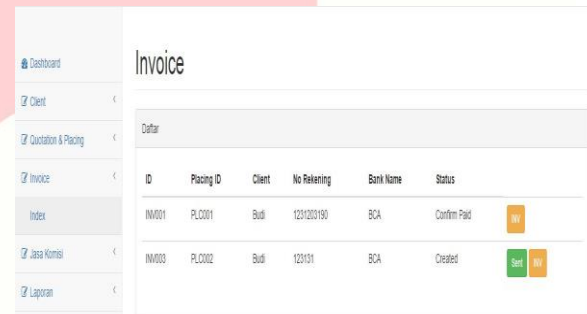 Invoice
Dashboard
Client
Quotation & Placing
Invoice
Index
Jasa Komisi
Laporan
Daftar
ID Placing ID Client No Rekening Bank Name Status
INV001 PLC001 Budi 1231203190 BCA Confirm Paid INV
INV003 PLC002 Budi 123131 BCA Created Sent INV